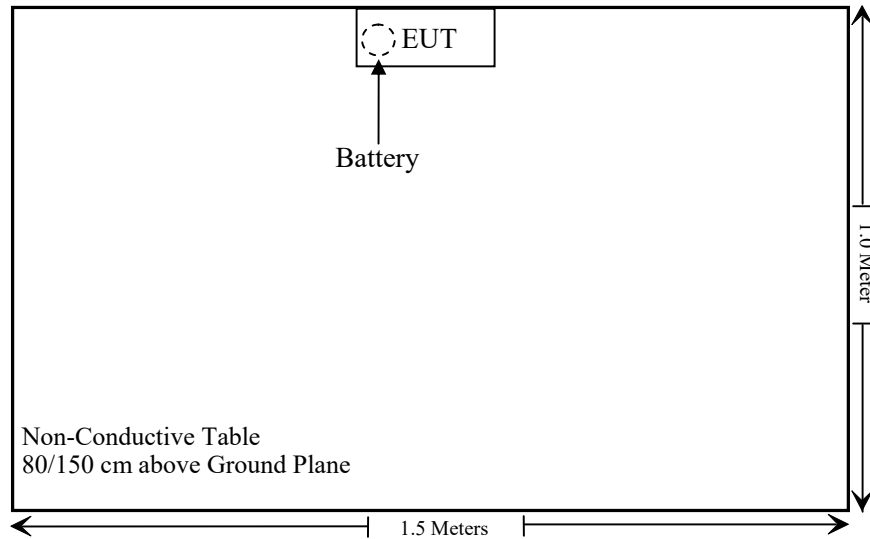 EUT
Battery
1.0 Meter
Non-Conductive Table
80/150 cm above Ground Plane
1.5 Meters